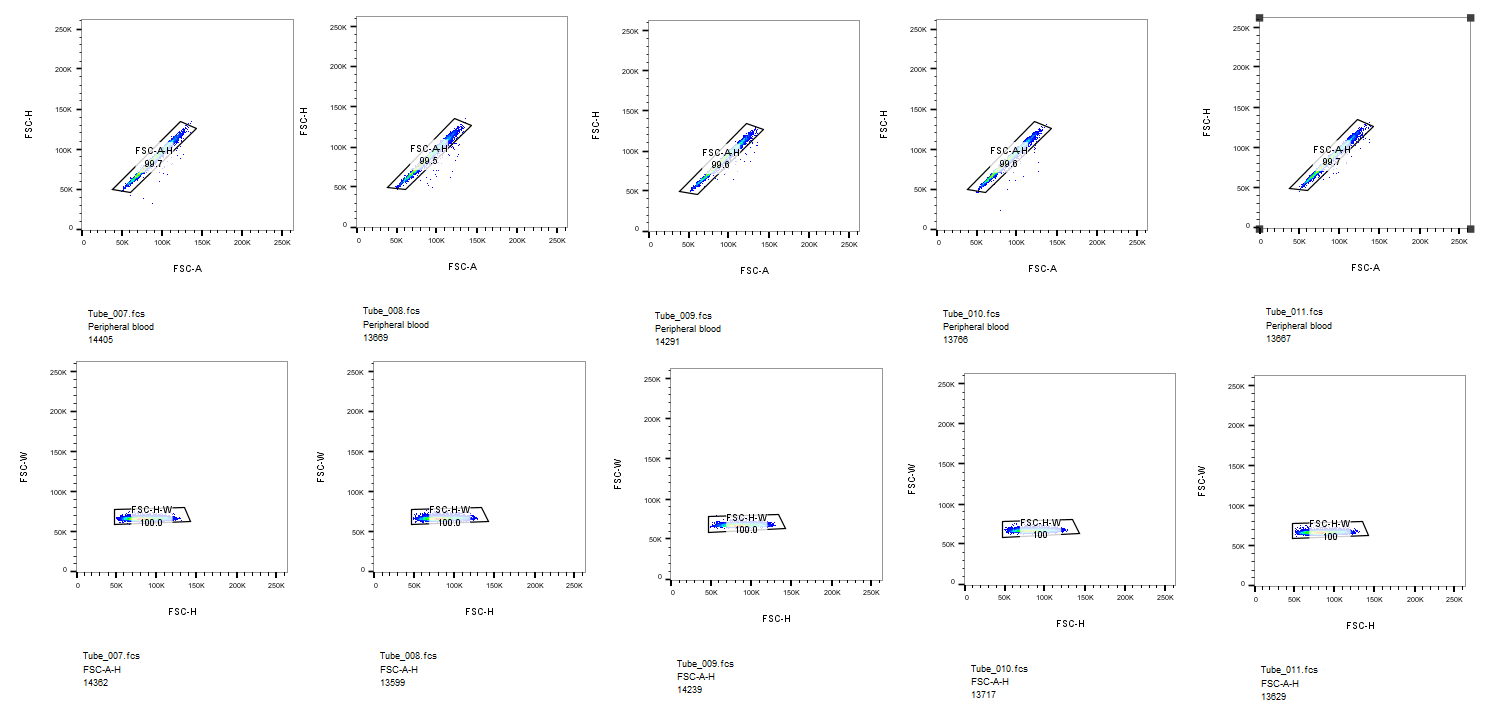 FSC-H
250K
200K
150K
100K
50K
0
FSC-A-H
99.7
0 50K 100K 150K 200K 250K
FSC-A
Tube_007.fcs
Peripheral blood
14405
FSC-H
250K
200K
150K
100K
50K
0
FSC-A-H
99.5
0 50K 100K 150K 200K 250K
FSC-A
Tube_008.fcs
Peripheral blood
13669
FSC-H
250K
200K
150K
100K
50K
0
FSC-A-H
99.6
0 50K 100K 150K 200K 250K
FSC-A
Tube_009.fcs
Peripheral blood
14291
FSC-H
250K
200K
150K
100K
50K
0
FSC-A-H
99.6
0 50K 100K 150K 200K 250K
FSC-A
Tube_010.fcs
Peripheral blood
13766
FSC-H
250K
200K
150K
100K
50K
0
FSC-A-H
99.7
0 50K 100K 150K 200K 250K
FSC-A
Tube_011.fcs
Peripheral blood
13667
FSC-W
250K
200K
150K
100K
50K
0
FSC-H-W
100.0
0 50K 100K 150K 200K 250K
FSC-H
Tube_007.fcs
FSC-A-H
14362
FSC-W
250K
200K
150K
100K
50K
0
FSC-H-W
100.0
0 50K 100K 150K 200K 250K
FSC-H
Tube_008.fcs
FSC-A-H
13599
FSC-W
250K
200K
150K
100K
50K
0
FSC-H-W
100.0
0 50K 100K 150K 200K 250K
FSC-H
Tube_009.fcs
FSC-A-H
14239
FSC-W
250K
200K
150K
100K
50K
0
FSC-H-W
100
0 50K 100K 150K 200K 250K
FSC-H
Tube_010.fcs
FSC-A-H
13717
FSC-W
250K
200K
150K
100K
50K
0
FSC-H-W
100
0 50K 100K 150K 200K 250K
FSC-H
Tube_011.fcs
FSC-A-H
13629